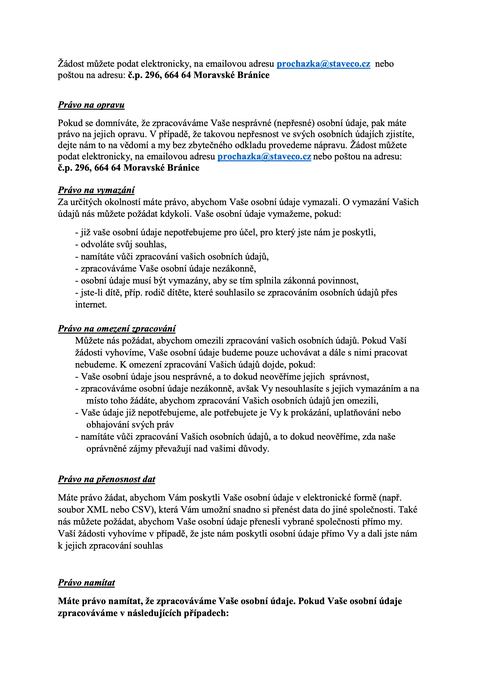 Žádost můžete podat elektronicky, na emailovou adresu prochazka@staveco.cz nebo
poštou na adresu: č.p. 296, 664 64 Moravské Bránice
Právo na opravu
Pokud se domníváte, že zpracováváme Vaše nesprávné (nepřesné) osobní údaje, pak máte
právo na jejich opravu. V případě, že takovou nepřesnost ve svých osobních údajích zjistíte,
dejte nám to na vědomí a my bez zbytečného odkladu provedeme nápravu. Žádost můžete
podat elektronicky, na emailovou adresu prochazka@staveco.cz nebo poštou na adresu:
č.p. 296, 664 64 Moravské Bránice
Právo na vymazání
Za určitých okolností máte právo, abychom Vaše osobní údaje vymazali. O vymazání Vašich
údajů nás můžete požádat kdykoli. Vaše osobní údaje vymažeme, pokud:
- již vaše osobní údaje nepotřebujeme pro účel, pro který jste nám je poskytli,
- odvoláte svůj souhlas,
- namítáte vůči zpracování vašich osobních údajů,
- zpracováváme Vaše osobní údaje nezákonně,
- osobní údaje musí být vymazány, aby se tím splnila zákonná povinnost,
- jste-li dítě, příp. rodič dítěte, které souhlasilo se zpracováním osobních údajů přes
internet.
Právo na omezení zpracování
Můžete nás požádat, abychom omezili zpracování vašich osobních údajů. Pokud Vaší
žádosti vyhovíme, Vaše osobní údaje budeme pouze uchovávat a dále s nimi pracovat
nebudeme. K omezení zpracování Vašich údajů dojde, pokud:
- Vaše osobní údaje jsou nesprávné, a to dokud neověříme jejich správnost,
- zpracováváme osobní údaje nezákonně, avšak Vy nesouhlasíte s jejich vymazáním a na
místo toho žádáte, abychom zpracování Vašich osobních údajů jen omezili,
- Vaše údaje již nepotřebujeme, ale potřebujete je Vy k prokázání, uplatňování nebo
obhajování svých práv
- namítáte vůči zpracování Vašich osobních údajů, a to dokud neověříme, zda naše
oprávněné zájmy převažují nad vašimi důvody.
Právo na přenosnost dat
Máte právo žádat, abychom Vám poskytli Vaše osobní údaje v elektronické formě (např.
soubor XML nebo CSV), která Vám umožní snadno si přenést data do jiné společnosti. Také
nás můžete požádat, abychom Vaše osobní údaje přenesli vybrané společnosti přímo my.
Vaší žádosti vyhovíme v případě, že jste nám poskytli osobní údaje přímo Vy a dali jste nám
k jejich zpracování souhlas
Právo namítat
Máte právo namítat, že zpracováváme Vaše osobní údaje. Pokud Vaše osobní údaje
zpracováváme v následujících případech: